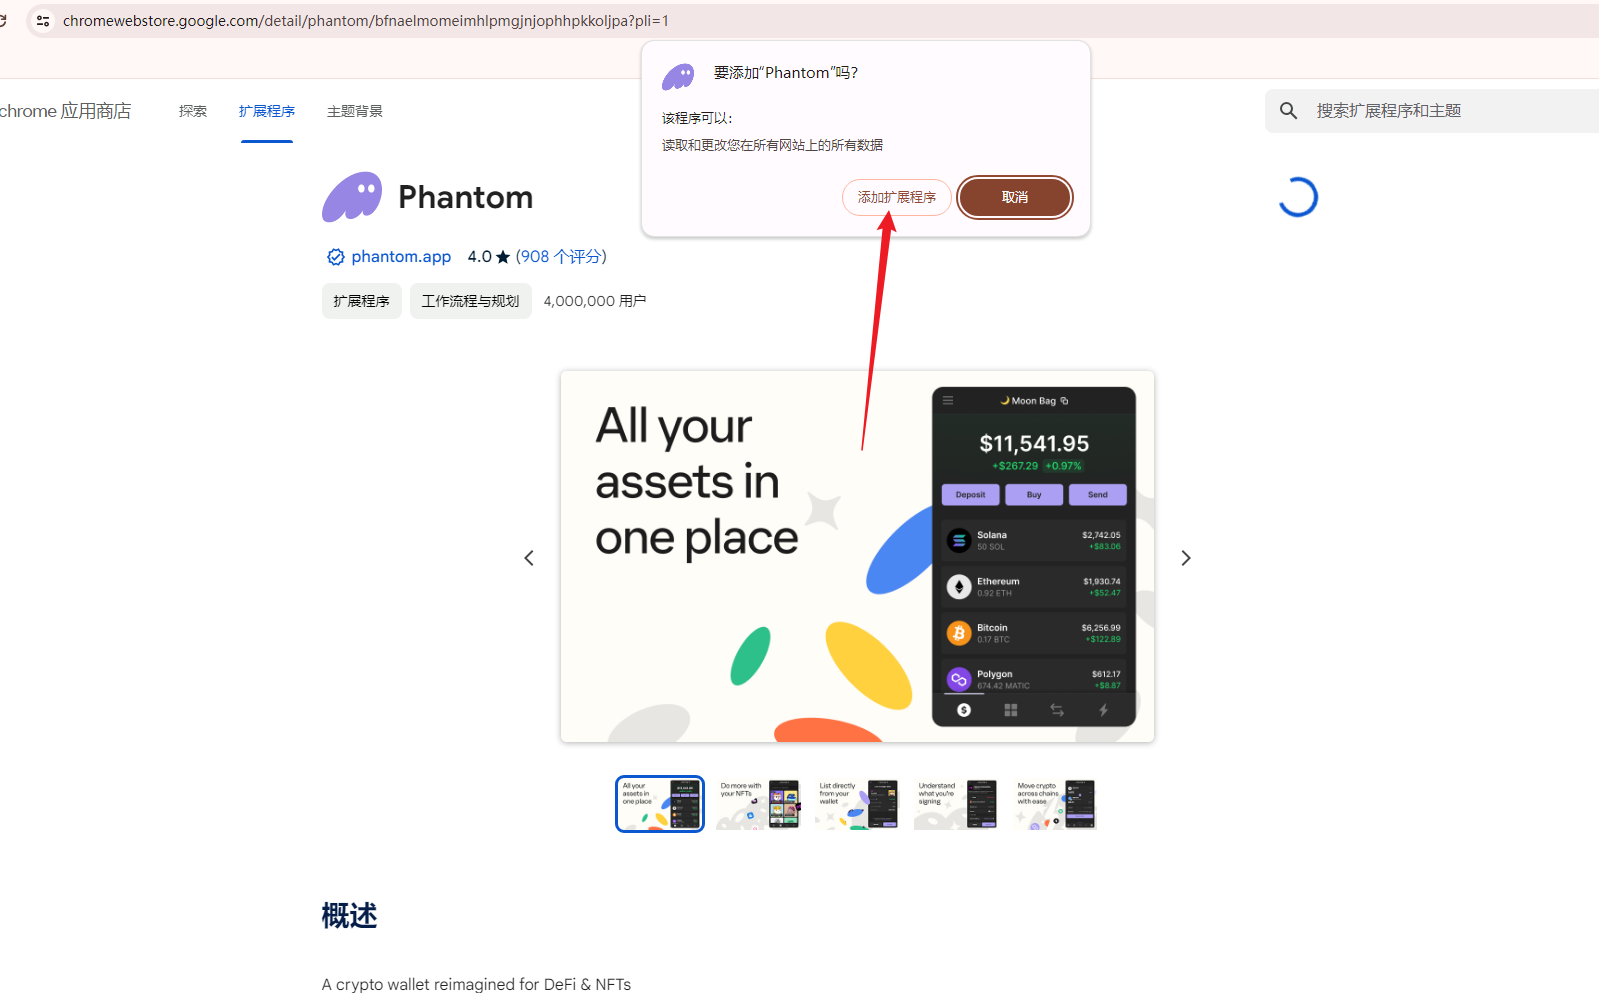 chromewebstore.google.com/detail/phantom/bfnaelmomeimhlpmgjnjophhpkkoljpa?pli=1
要添加“Phantom”吗？
该程序可以：
读取和更改您在所有网站上的所有数据
添加扩展程序
取消
chrome 应用商店
探索
扩展程序
主题背景
搜索扩展程序和主题
Phantom
phantom.app
4.0 ★ (908 个评分)
扩展程序
工作流程与规划
4,000,000 用户
All your
assets in
one place
Moon Bag
$11,541.95
+$267.29 +0.97%
Deposit
Buy
Send
Solana
50 SOL
$2,742.05
+$83.06
Ethereum
0.92 ETH
$1,930.74
+$52.47
Bitcoin
0.17 BTC
$6,256.99
+$122.89
Polygon
674.42 MATIC
$612.17
+$8.87
All your
assets in
one place
Do more with
your NFTs
List directly
from your
wallet
Understand
what you're
signing
Move crypto
across chains
with ease
概述
A crypto wallet reimagined for DeFi & NFTs